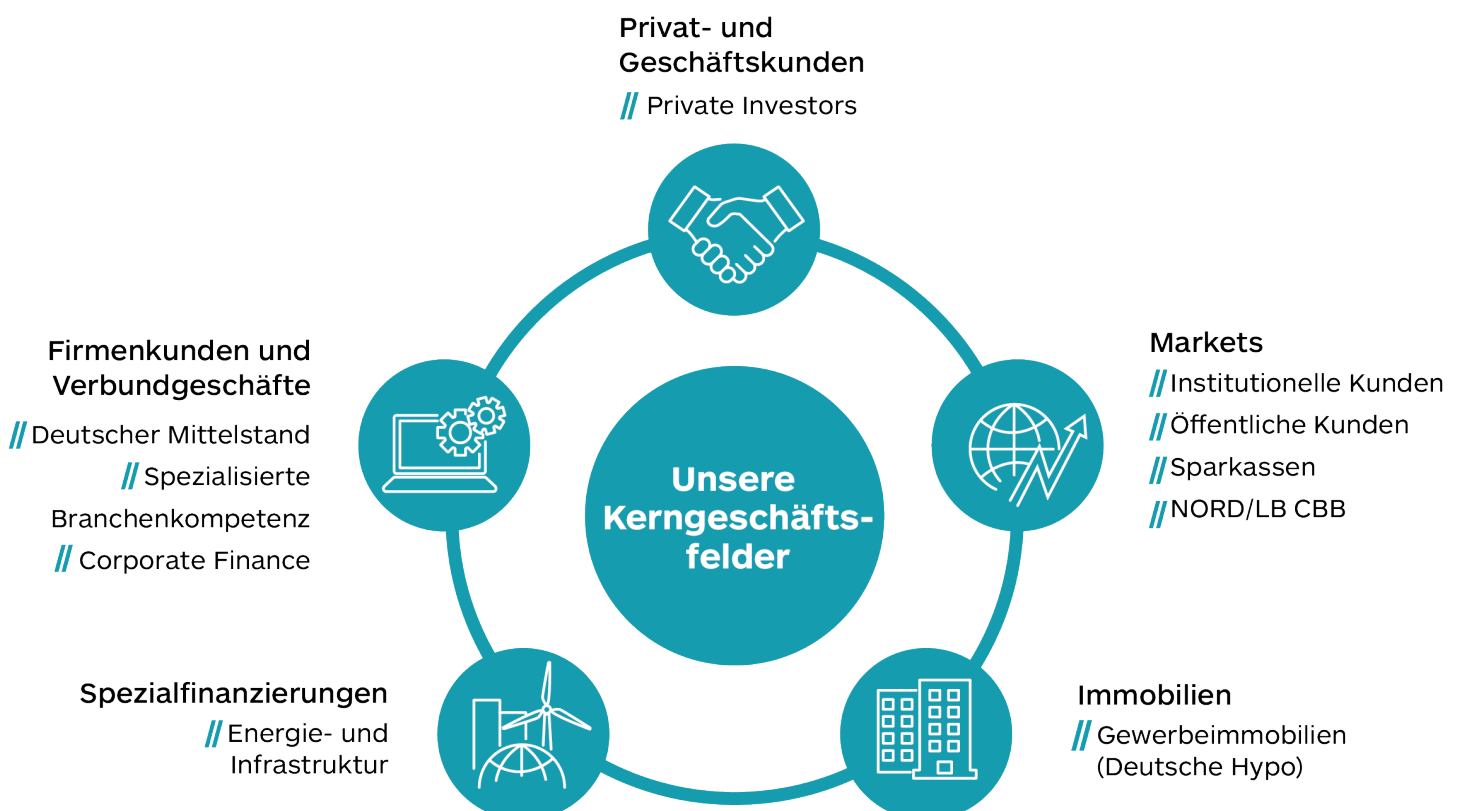 Privat- und
Geschäftskunden
// Private Investors
Firmenkunden und
Verbundgeschäfte
// Deutscher Mittelstand
// Spezialisierte
Branchenkompetenz
// Corporate Finance
Markets
// Institutionelle Kunden
// Öffentliche Kunden
// Sparkassen
// NORD/LB CBB
Unsere
Kerngeschäfts-
felder
Spezialfinanzierungen
// Energie- und
Infrastruktur
Immobilien
// Gewerbeimmobilien
(Deutsche Hypo)